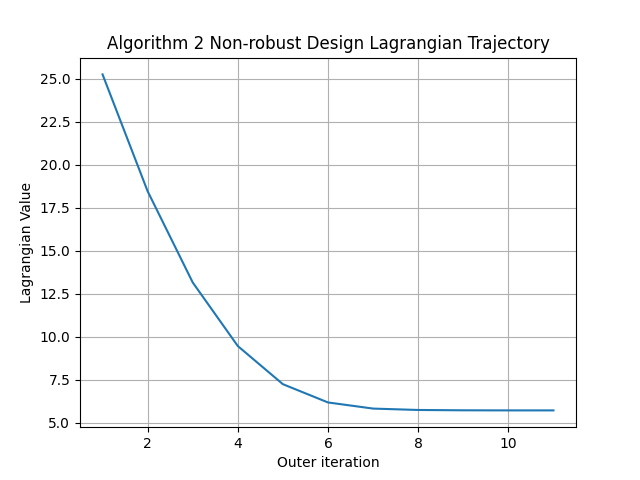 Algorithm 2 Non-robust Design Lagrangian Trajectory
25.0
22.5
20.0
17.5
15.0
12.5
10.0
7.5
5.0
Lagrangian Value
2 4 6 8 10
Outer iteration